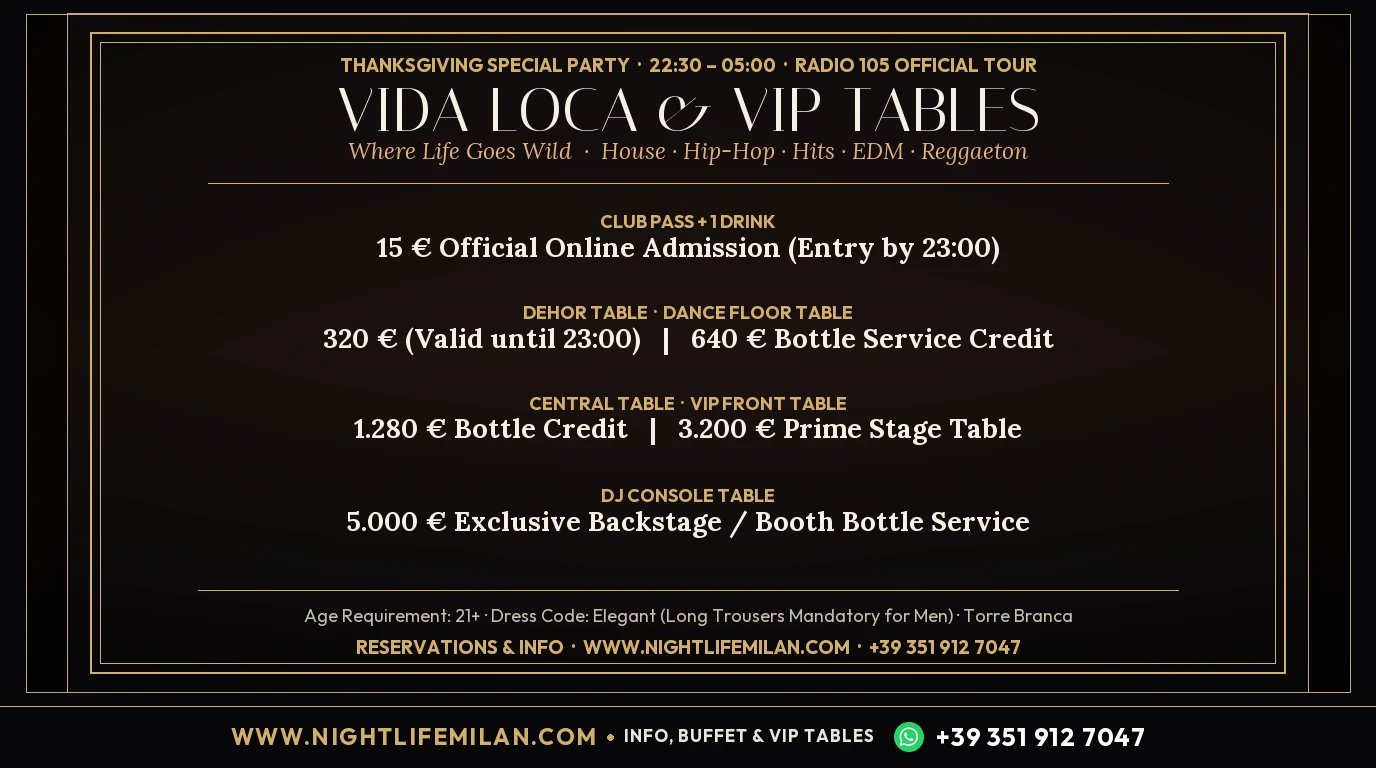 THANKSGIVING SPECIAL PARTY · 22:30 – 05:00 · RADIO 105 OFFICIAL TOUR
VIDA LOCA & VIP TABLES
Where Life Goes Wild · House · Hip-Hop · Hits · EDM · Reggaeton
CLUB PASS + 1 DRINK
15 € Official Online Admission (Entry by 23:00)
DEHOR TABLE · DANCE FLOOR TABLE
320 € (Valid until 23:00) | 640 € Bottle Service Credit
CENTRAL TABLE · VIP FRONT TABLE
1.280 € Bottle Credit | 3.200 € Prime Stage Table
DJ CONSOLE TABLE
5.000 € Exclusive Backstage / Booth Bottle Service
Age Requirement: 21+ · Dress Code: Elegant (Long Trousers Mandatory for Men) · Torre Branca
RESERVATIONS & INFO · WWW.NIGHTLIFEMILAN.COM · +39 351 912 7047
WWW.NIGHTLIFEMILAN.COM • INFO, BUFFET & VIP TABLES +39 351 912 7047